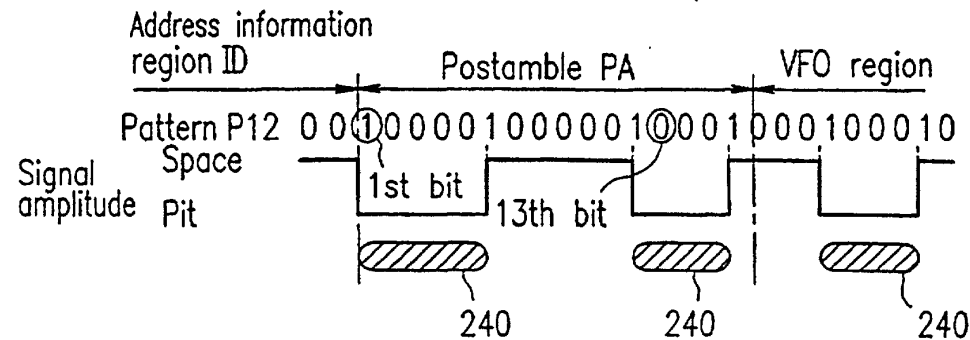 Address information
region ID
Postamble PA
VFO region
Pattern P12 0 0 1 0 0 0 0 1 0 0 0 0 0 1 0 0 0 1 0 0 0 1 0 0 0 1 0
Space
Signal
amplitude
1st bit
Pit
13th bit
240
240
240